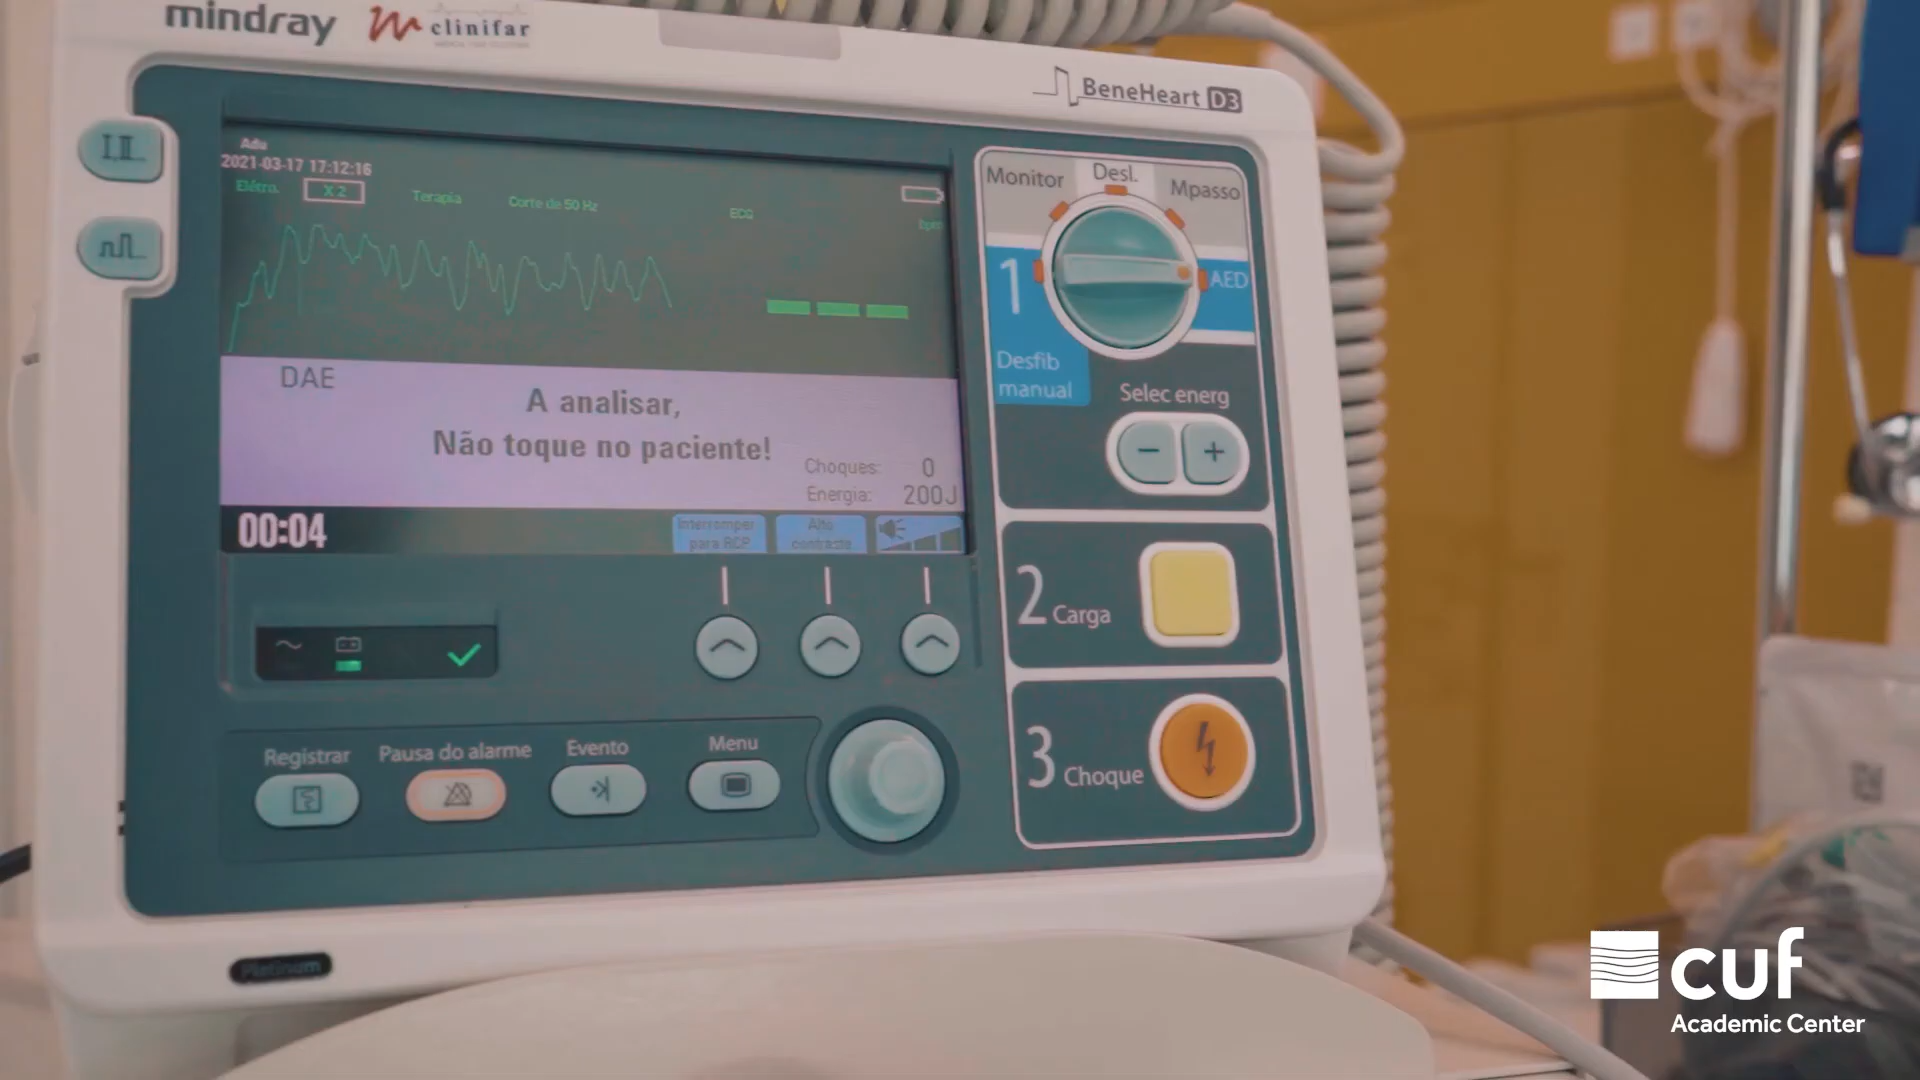 mindray
clinifar
BeneHeart D3
Adu
2021-03-17 17:12:16
Elétro. X 2 Terapia Corte de 50 Hz ECG
bpm
DAE
A analisar,
Não toque no paciente!
Choques: 0
Energia: 200J
00:04
Interromper para RCP
Alto contraste
Monitor Desl. Mpasso
1
AED
Desfib
manual
Selec energ
- +
2 Carga
3 Choque
Registrar Pausa do alarme Evento Menu
Platinum
cuf
Academic Center